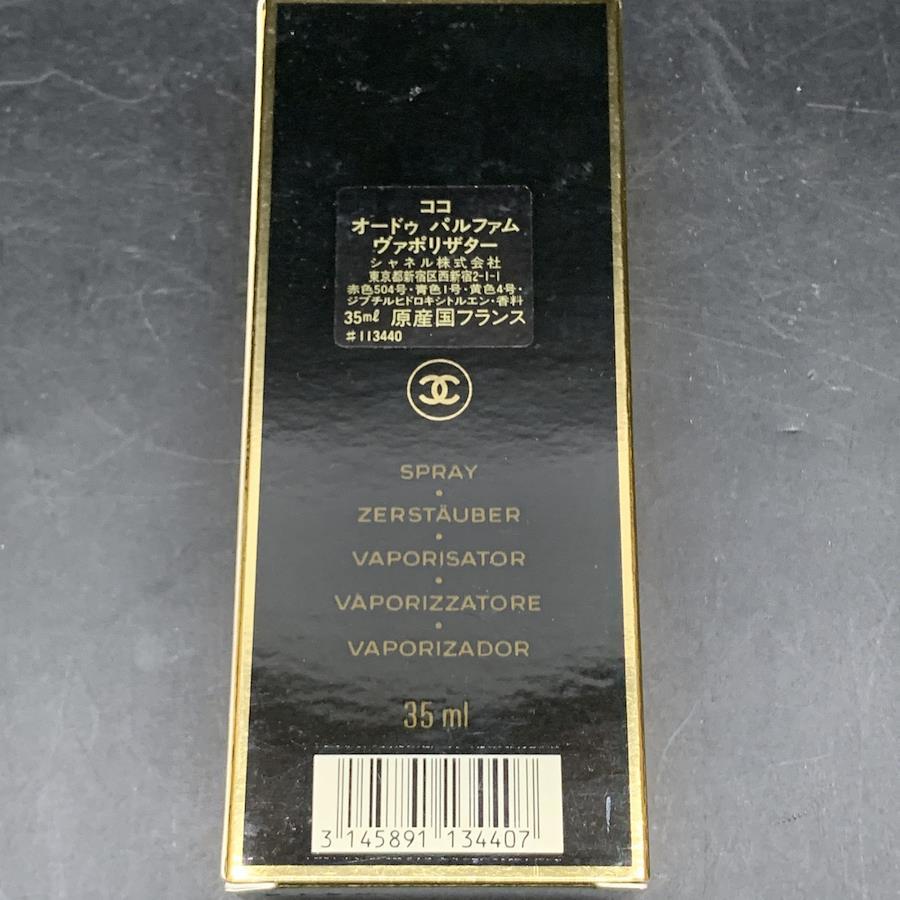 ココ
オードゥ パルファム
ヴァポリザター
シャネル株式会社
東京都新宿区西新宿2-1-1
赤色504号・青色1号・黄色4号・
ジブチルヒドロキシトルエン・香料
35ml 原産国フランス
#113440
SPRAY
•
ZERSTÄUBER
•
VAPORISATOR
•
VAPORIZZATORE
•
VAPORIZADOR
35 ml
3 145891 134407